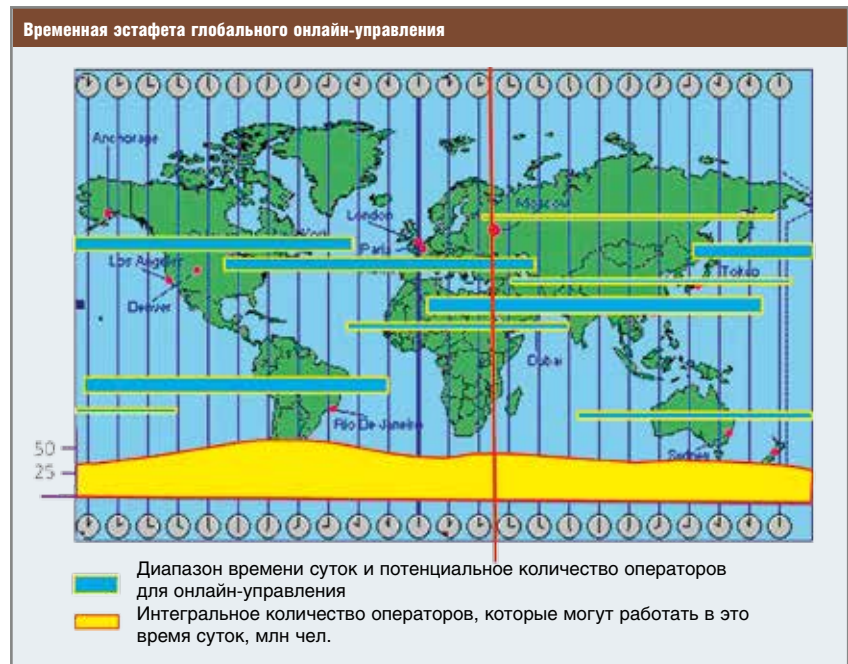 Временная эстафета глобального онлайн-управления
Anchorage
London
Moscow
Paris
Los Angeles
Tokyo
Denver
Dubai
Rio De Janeiro
Sydney
50
25
Диапазон времени суток и потенциальное количество операторов
для онлайн-управления
Интегральное количество операторов, которые могут работать в это
время суток, млн чел.